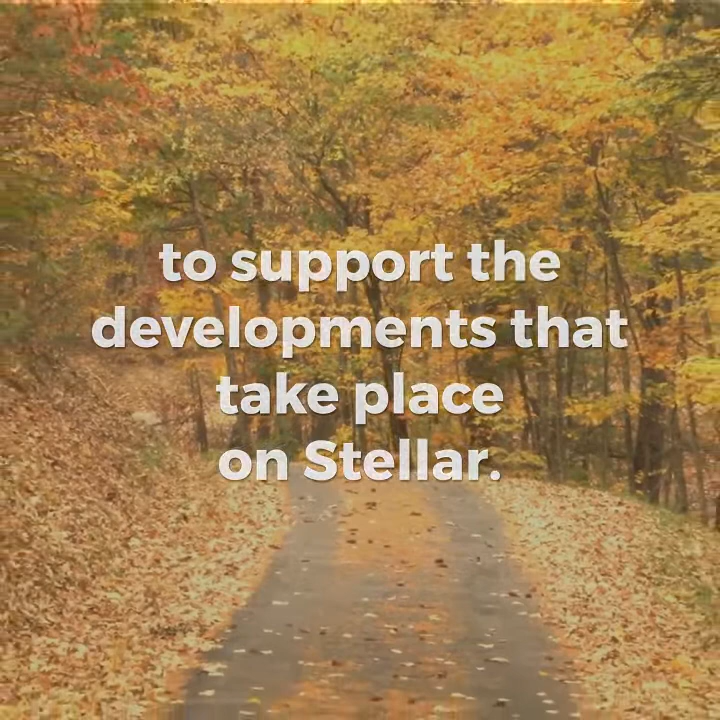 to support the
developments that
take place
on Stellar.